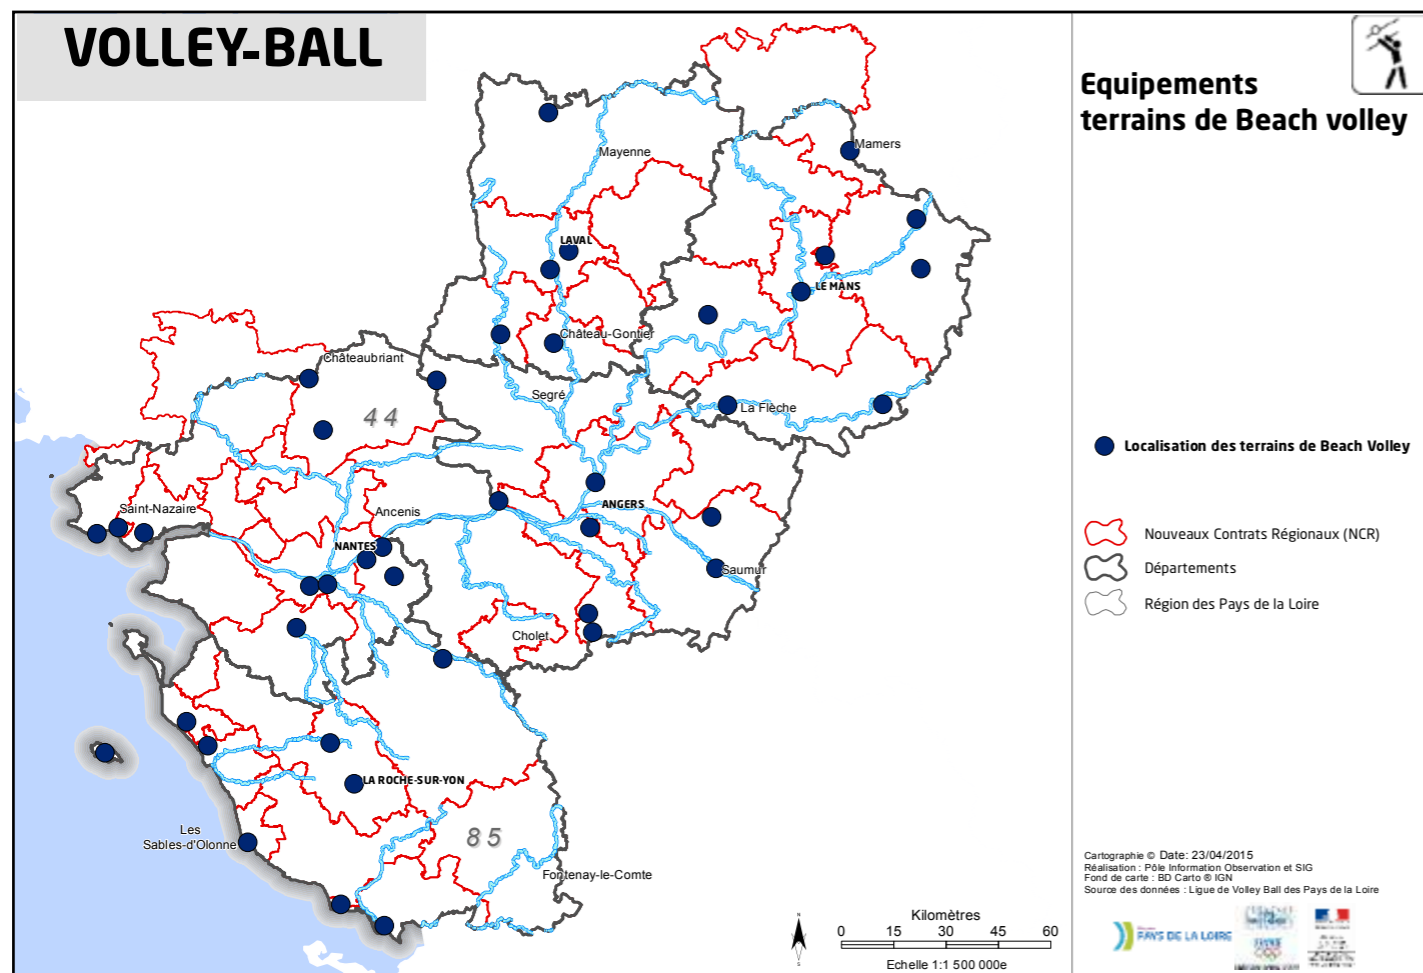 VOLLEY-BALL
Equipements
terrains de Beach volley
Mayenne
Mamers
LAVAL
LE MANS
Château-Gontier
Châteaubriant
Segré
La Flèche
44
Saint-Nazaire
Ancenis
ANGERS
NANTES
Saumur
Cholet
LA ROCHE-SUR-YON
85
Les
Sables-d'Olonne
Fontenay-le-Comte
Localisation des terrains de Beach Volley
Nouveaux Contrats Régionaux (NCR)
Départements
Région des Pays de la Loire
Cartographie © Date: 23/04/2015
Réalisation : Pôle Information Observation et SIG
Fond de carte : BD Carto ® IGN
Source des données : Ligue de Volley Ball des Pays de la Loire
N
S
Kilomètres
0 15 30 45 60
Echelle 1:1 500 000e
PAYS DE LA LOIRE